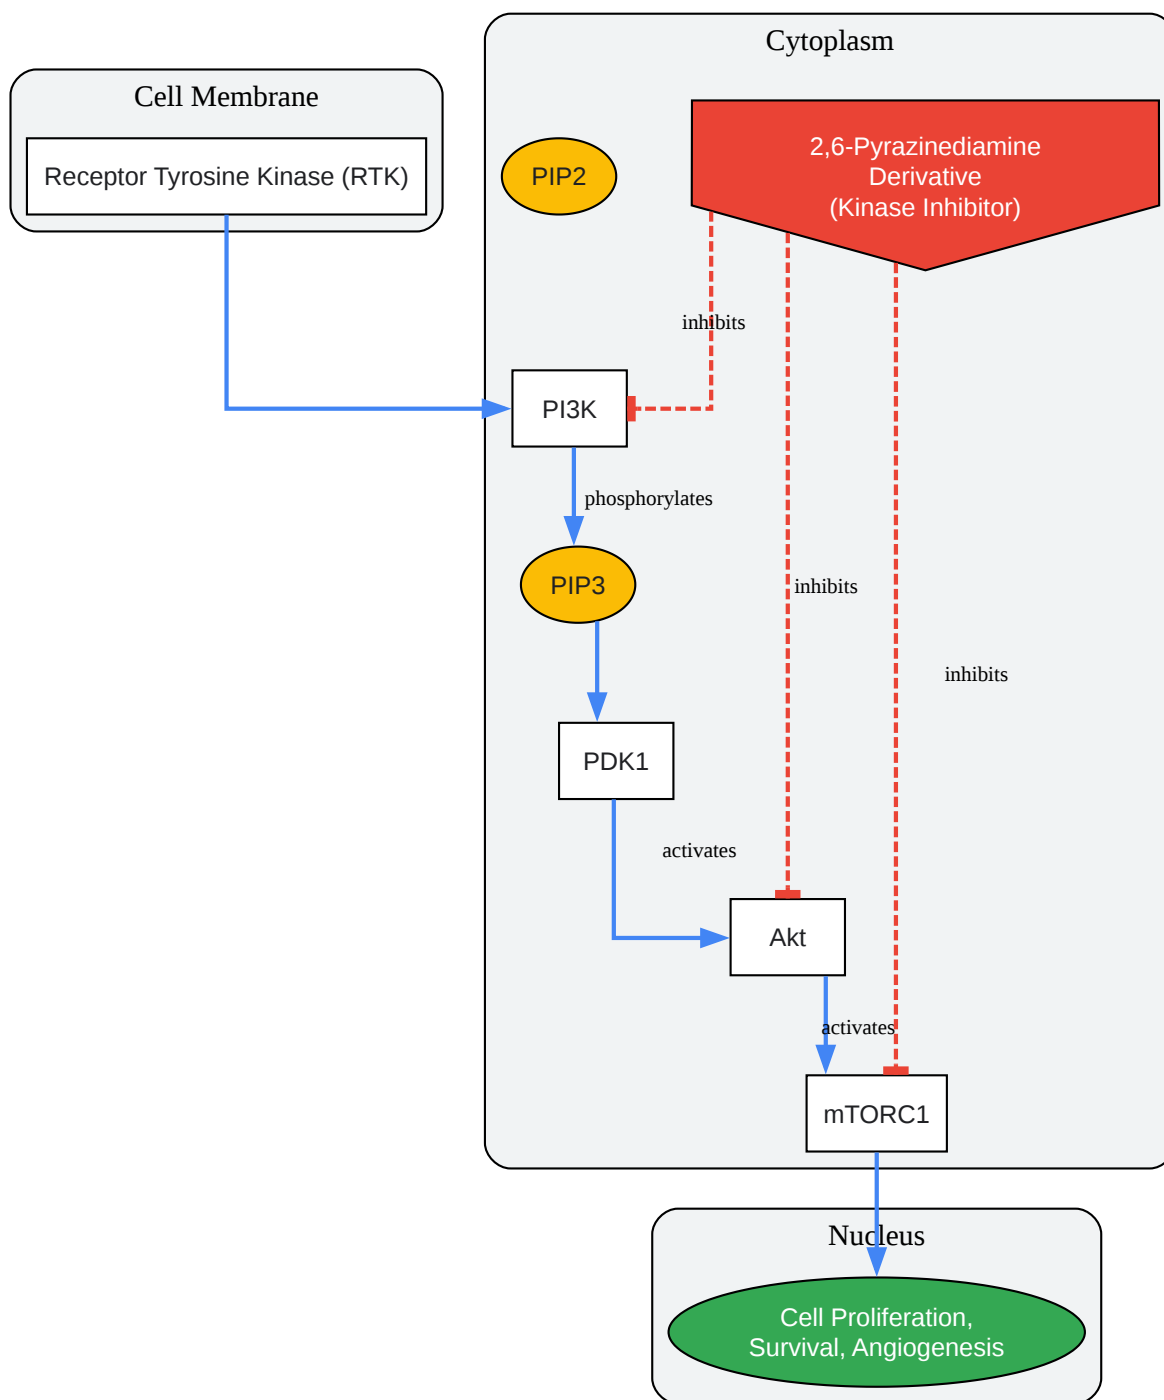 Cytoplasm
Cell Membrane
Receptor Tyrosine Kinase (RTK)
PIP2
2,6-Pyrazinediamine
Derivative
(Kinase Inhibitor)
inhibits
PI3K
phosphorylates
PIP3
inhibits
inhibits
PDK1
activates
Akt
activates
mTORC1
Nucleus
Cell Proliferation,
Survival, Angiogenesis